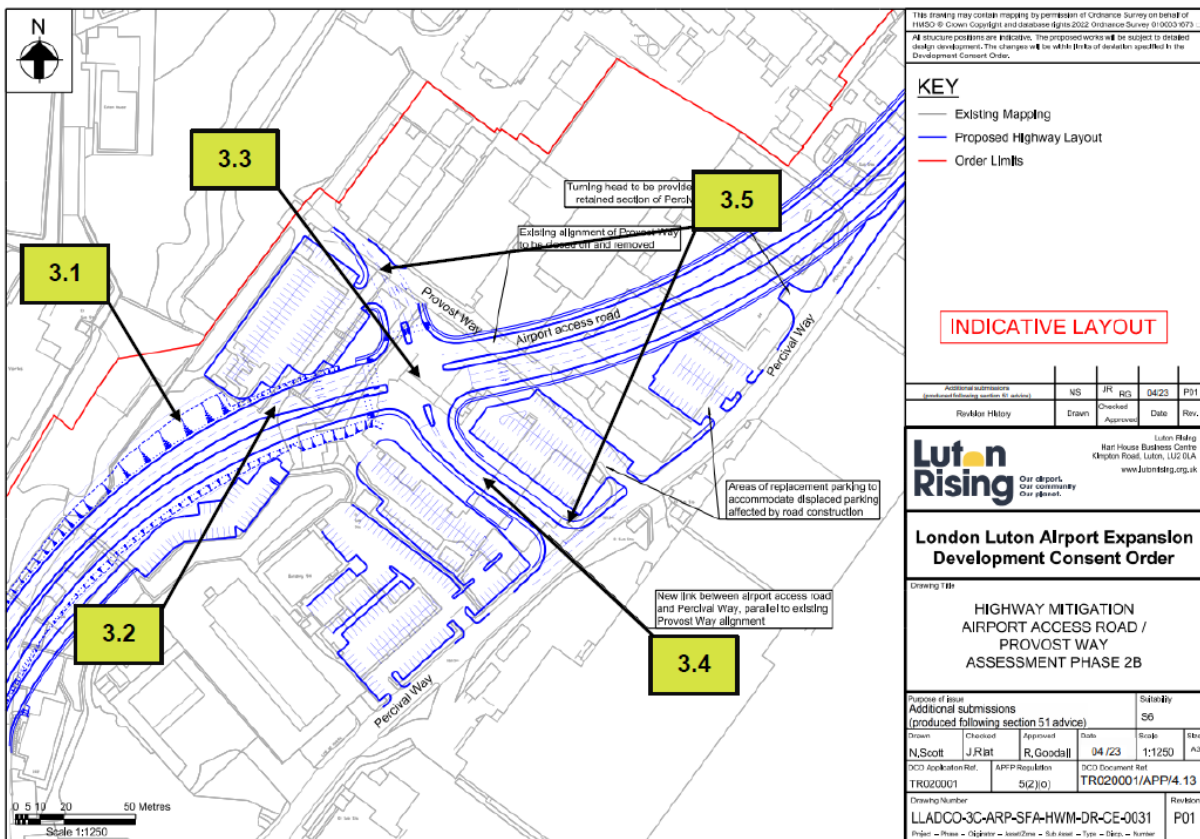 N
3.3
3.5
3.1
3.2
3.4
Turning head to be provide
retained section of Perciv
Existing alignment of Provost Way
to be closed off and removed
Provost Way
Airport access road
Percival Way
Areas of replacement parking to
accommodate displaced parking
affected by road construction
New link between airport access road
and Percival Way, parallel to existing
Provost Way alignment
Percival Way
0 5 10 20 50 Metres
Scale 1:1250
This drawing may contain mapping by permission of Ordnance Survey on behalf of
HMSO © Crown Copyright and database rights 2022 Ordnance Survey
All structure positions are indicative. The proposed works will be subject to detailed
design development. The changes will be within limits of deviation specified in the
Development Consent Order.
KEY
Existing Mapping
Proposed Highway Layout
Order Limits
INDICATIVE LAYOUT
Additional submissions
(produced following section 51 advice)
NS
JR
RG
04/23
P01
Revision History
Drawn
Checked
Approved
Date
Rev.
Luton Rising
Our airport.
Our community
Our planet.
Luton Rising
Hart House Business Centre
Kimpton Road, Luton, LU2 0LA
www.lutonrising.org.uk
London Luton Airport Expansion
Development Consent Order
Drawing Title
HIGHWAY MITIGATION
AIRPORT ACCESS ROAD /
PROVOST WAY
ASSESSMENT PHASE 2B
Purpose of issue
Additional submissions
(produced following section 51 advice)
Suitability
S6
Drawn Checked Approved Date Scale
N.Scott J.Rlat R.Goodall 04 /23 1:1250
DCO Application Ref. APFP Regulation DCO Document Ref.
TR020001 5(2)(o) TR020001/APP/4.13
Drawing Number Revision
LLADCO-3C-ARP-SFA-HWM-DR-CE-0031 P01
Project – Phase – Originator – Asset/Zone – Sub Asset – Type – Discp. – Number